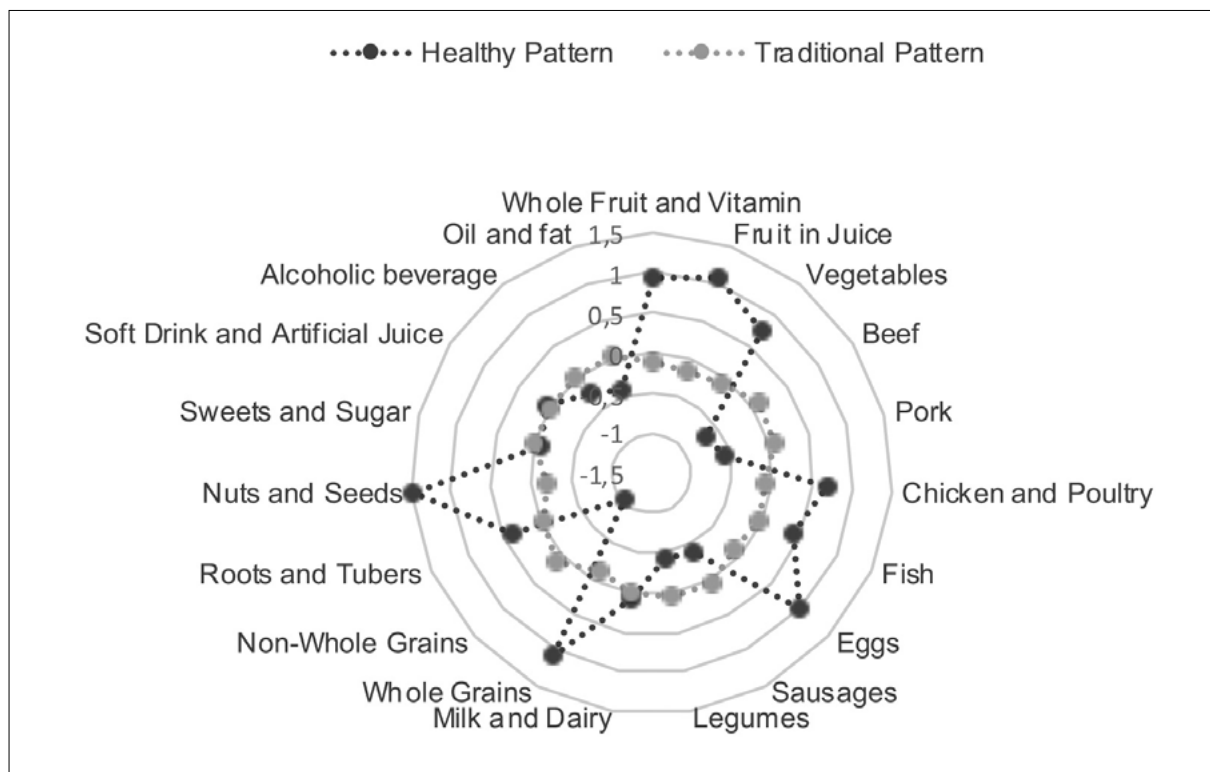 Healthy Pattern
Traditional Pattern
Whole Fruit and Vitamin
Oil and fat
1,5
Fruit in Juice
Alcoholic beverage
1
Vegetables
0,5
Soft Drink and Artificial Juice
Beef
0
Sweets and Sugar
Pork
-1
-1,5
Nuts and Seeds
Chicken and Poultry
Roots and Tubers
Fish
Non-Whole Grains
Eggs
Whole Grains
Sausages
Milk and Dairy
Legumes